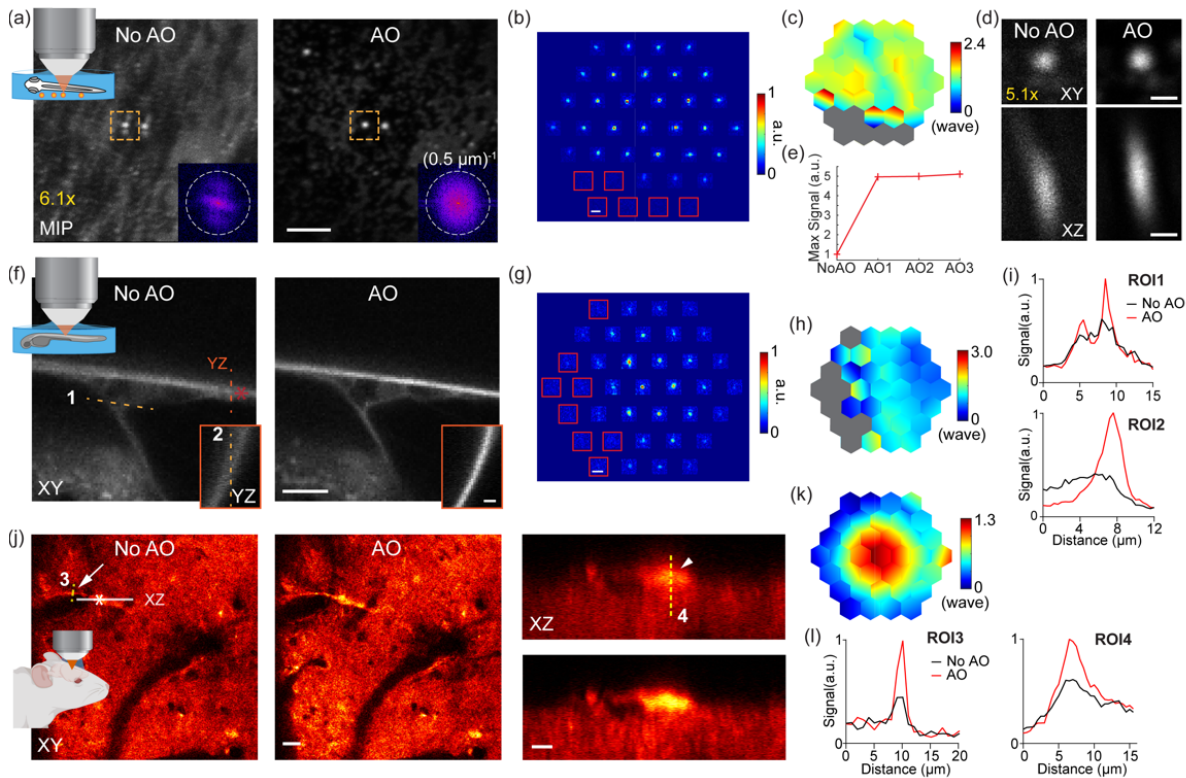 (a)
No AO
AO
6.1x
MIP
(0.5 µm)⁻¹
(b)
1
a.u.
0
(c)
2.4
0
(wave)
(d)
No AO
AO
5.1x
XY
XZ
(e)
Max Signal (a.u.)
5
4
3
2
1
NoAO AO1 AO2 AO3
(f)
No AO
AO
YZ
1
2
XY
YZ
(g)
1
a.u.
0
(h)
3.0
0
(wave)
(i)
ROI1
No AO
AO
Signal(a.u.)
1
0
0 5 10 15
ROI2
Signal(a.u.)
1
0
0 4 8 12
Distance (µm)
(j)
No AO
AO
3
XZ
XY
XZ
4
(k)
1.3
0
(wave)
(l)
ROI3
No AO
AO
Signal(a.u.)
1
0
0 5 10 15 20
Distance (µm)
ROI4
1
0
0 5 10 15
Distance (µm)